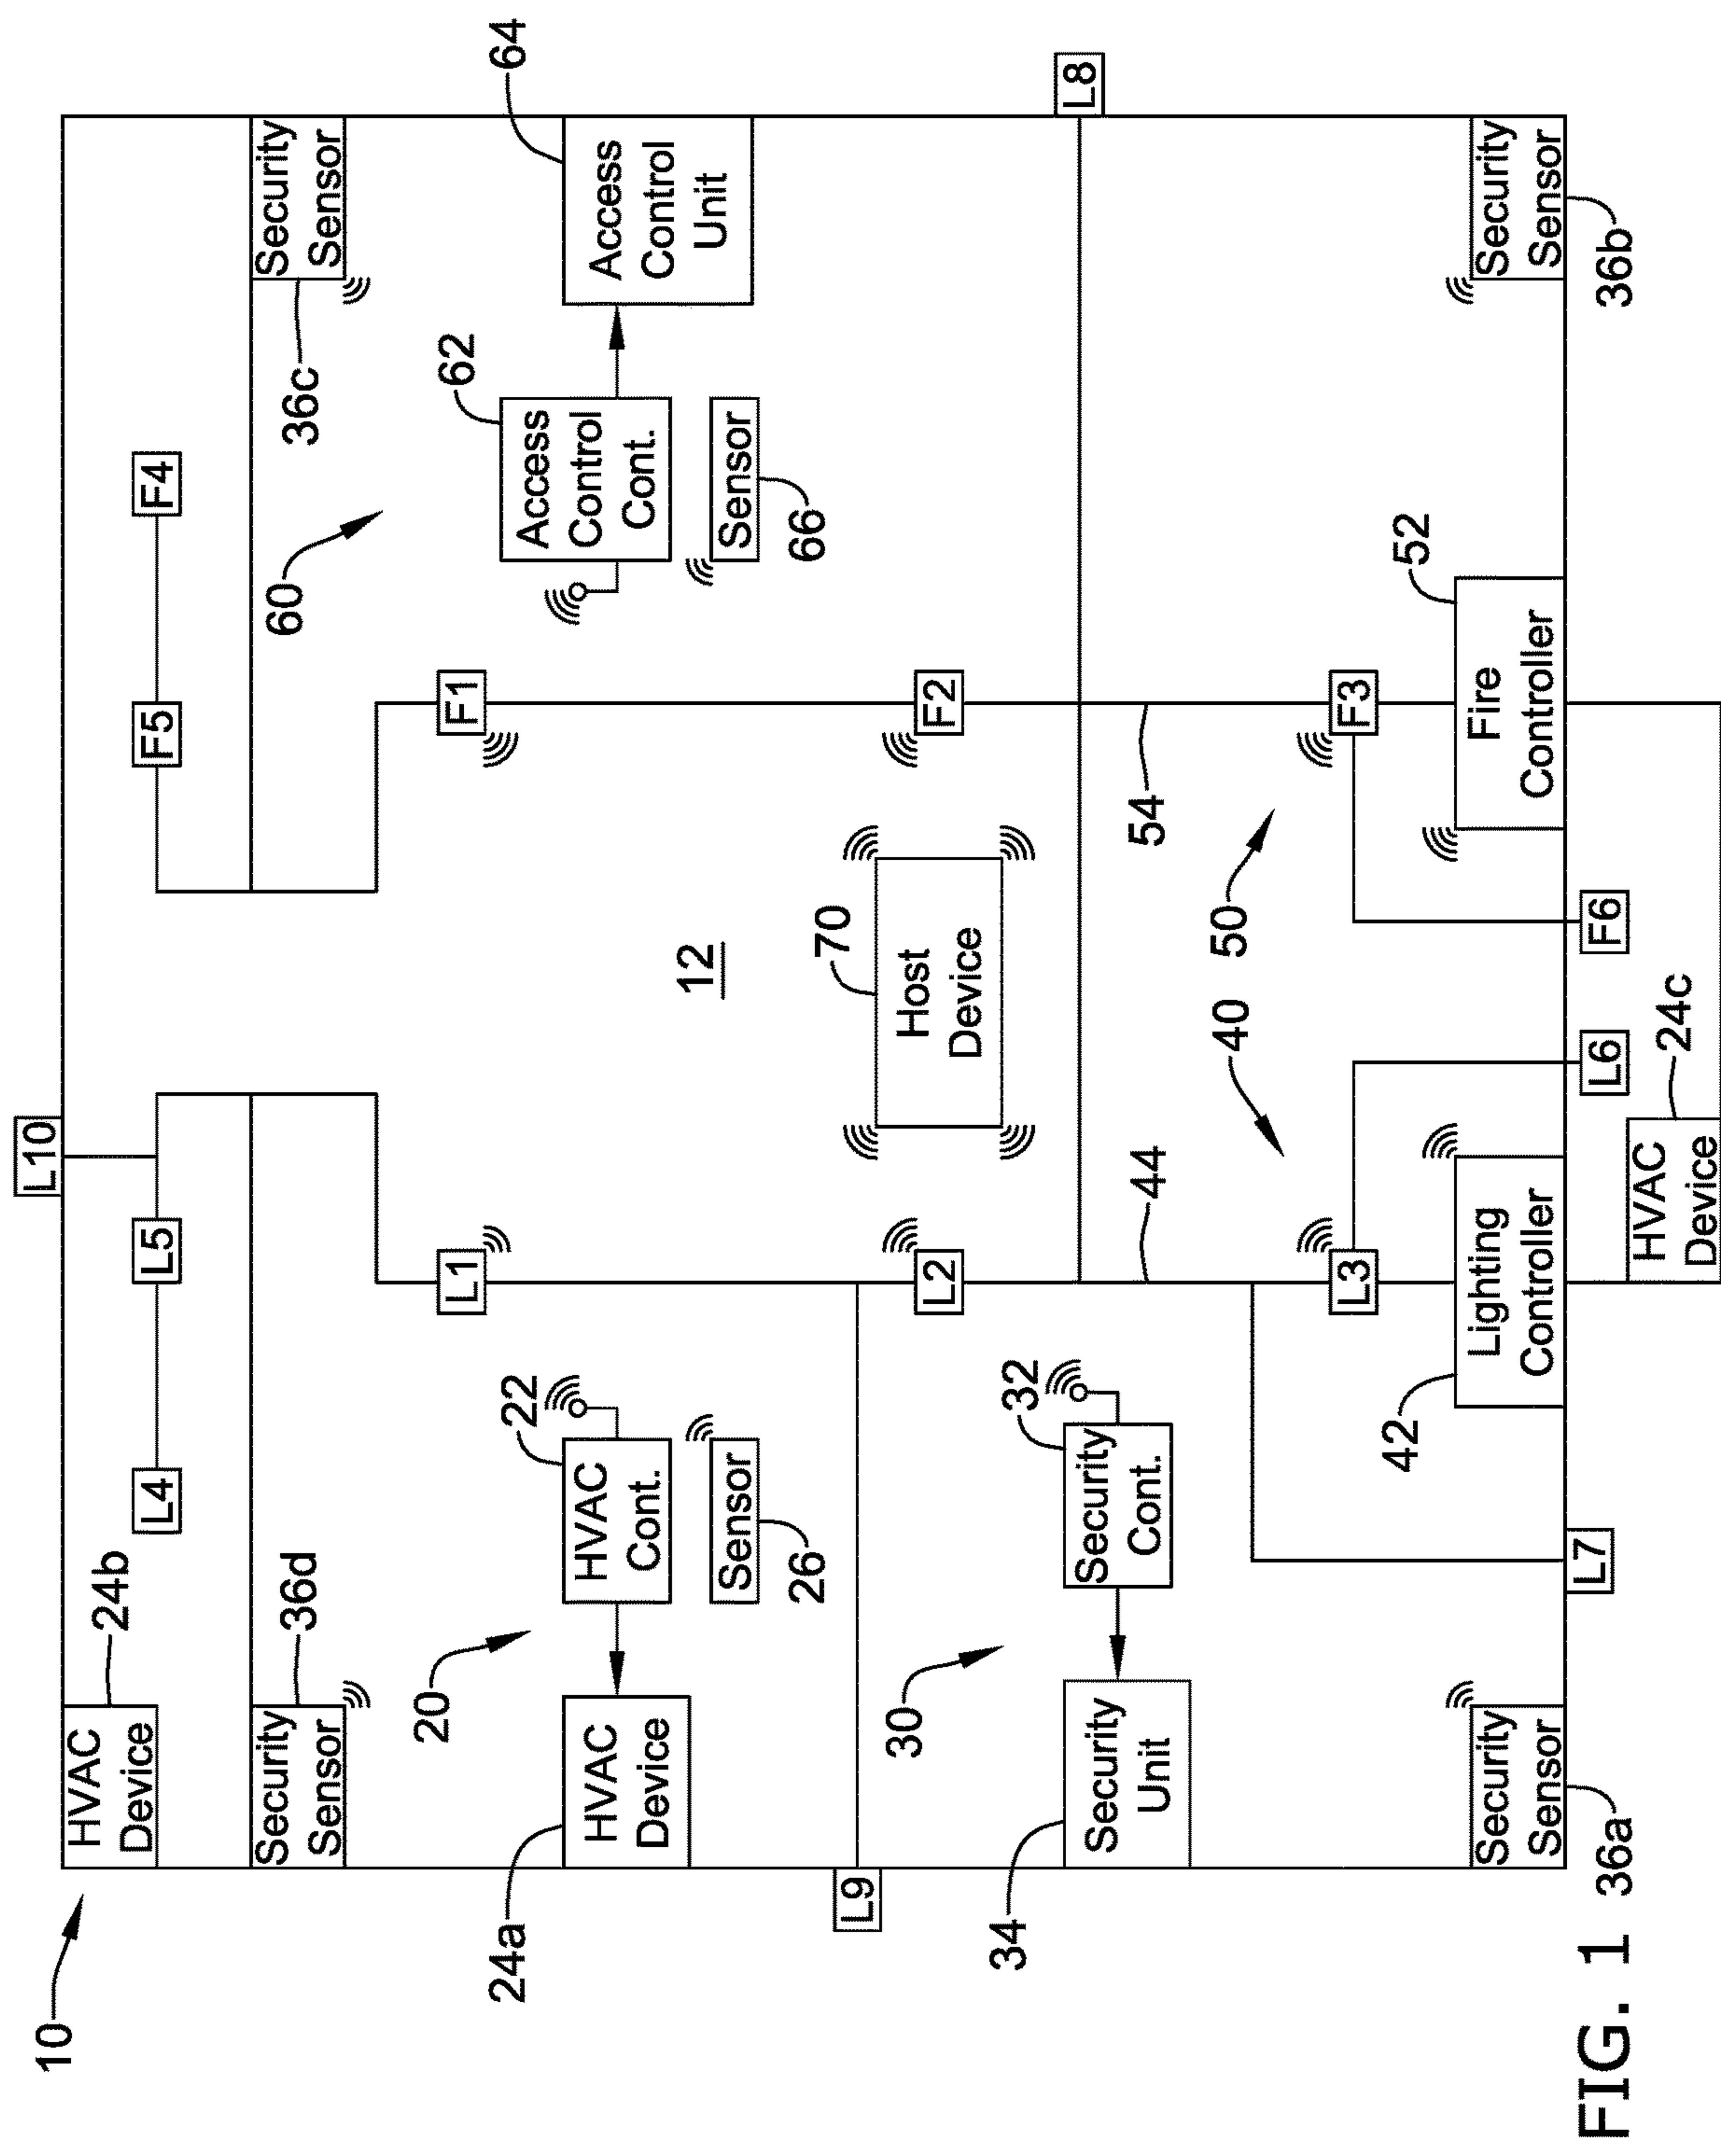 10
L10
HVAC
Device
24b
L4
L5
F5
F4
Security
Sensor
36d
60
36c
Security
Sensor
20
L1
F1
62
64
24a
22
HVAC
Device
HVAC
Cont.
Access
Control
Cont.
Access
Control
Unit
12
Sensor
26
Sensor
66
L9
30
70
L2
Host
Device
F2
34
32
L8
Security
Unit
Security
Cont.
44
54
40
50
L3
F3
42
52
Lighting
Controller
Fire
Controller
Security
Sensor
Security
Sensor
36a
L7
L6
F6
36b
24c
HVAC
Device
FIG. 1